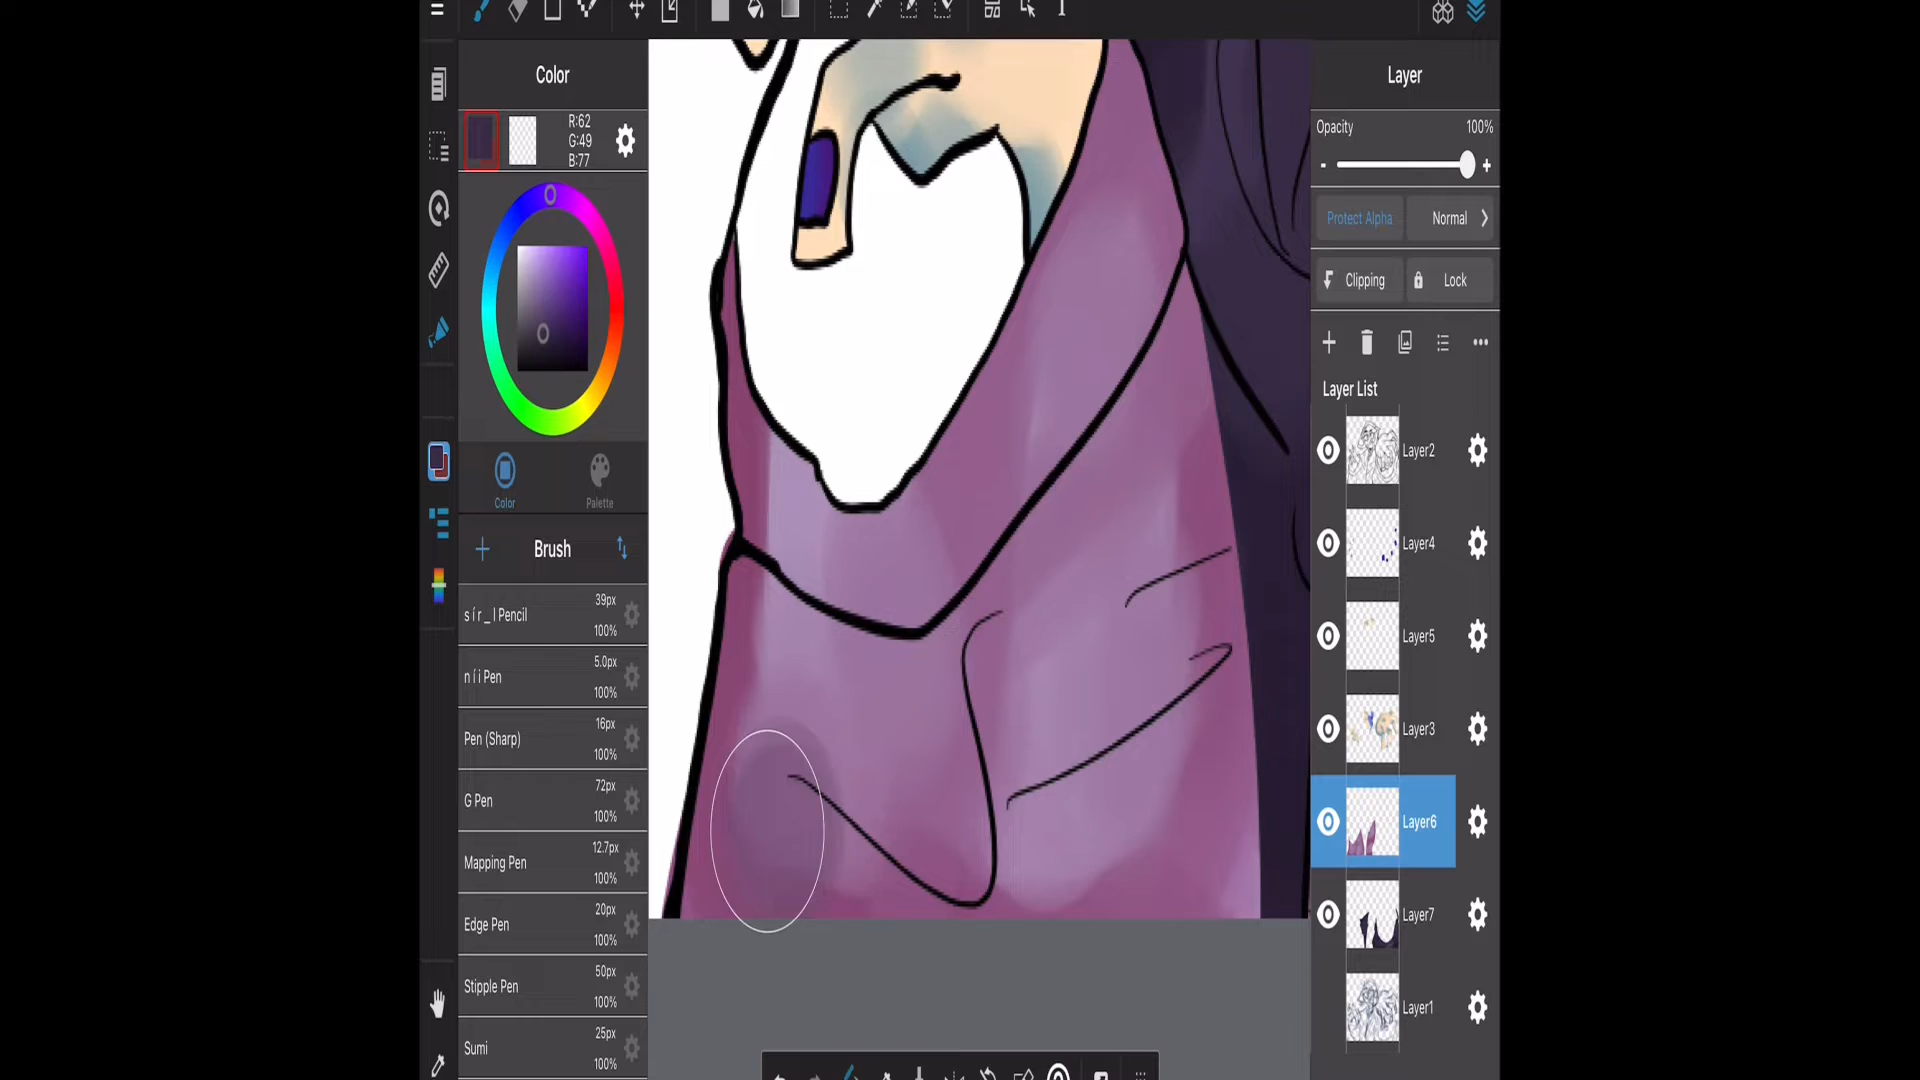 Color
R:62
G:49
B:77
Color
Palette
Brush
s í r _ l Pencil
39px
100%
n í i Pen
5.0px
100%
Pen (Sharp)
16px
100%
G Pen
72px
100%
Mapping Pen
12.7px
100%
Edge Pen
20px
100%
Stipple Pen
50px
100%
Sumi
25px
100%
Layer
Opacity
100%
- +
Protect Alpha
Normal
Clipping
Lock
Layer List
Layer2
Layer4
Layer5
Layer3
Layer6
Layer7
Layer1